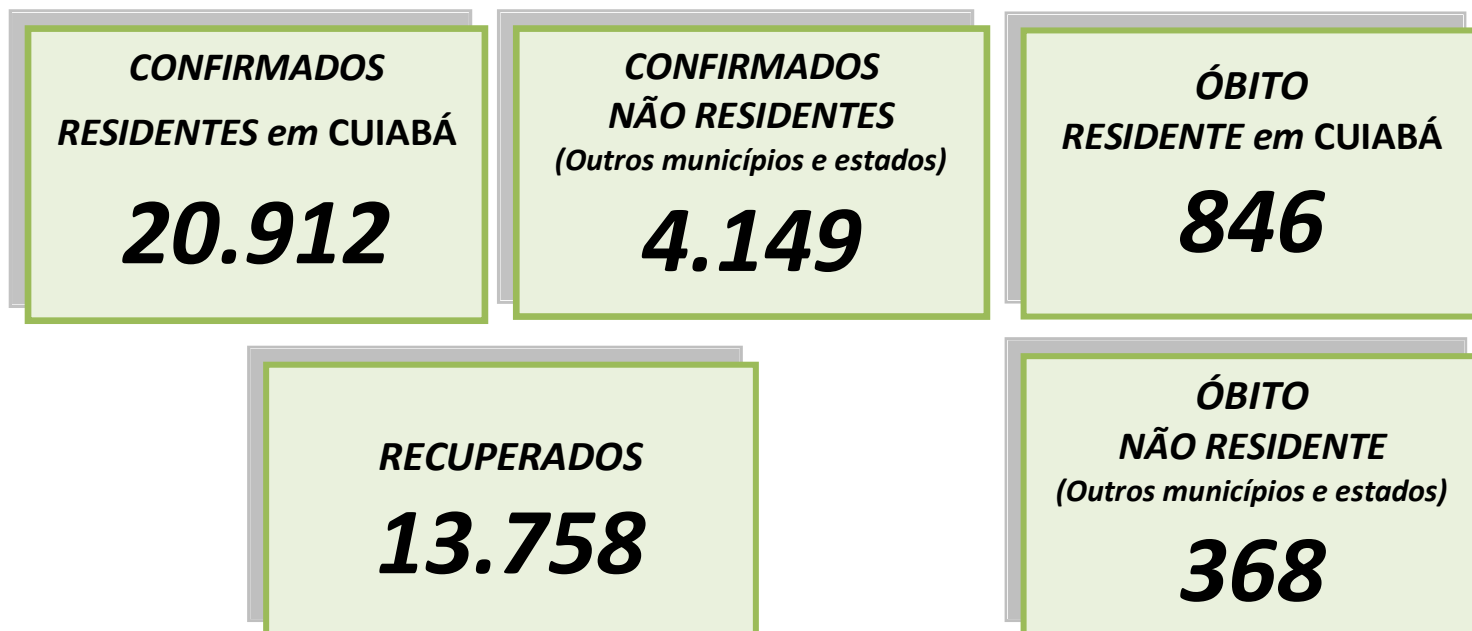 CONFIRMADOS
RESIDENTES em CUIABÁ
20.912
CONFIRMADOS
NÃO RESIDENTES
(Outros municípios e estados)
4.149
ÓBITO
RESIDENTE em CUIABÁ
846
RECUPERADOS
13.758
ÓBITO
NÃO RESIDENTE
(Outros municípios e estados)
368